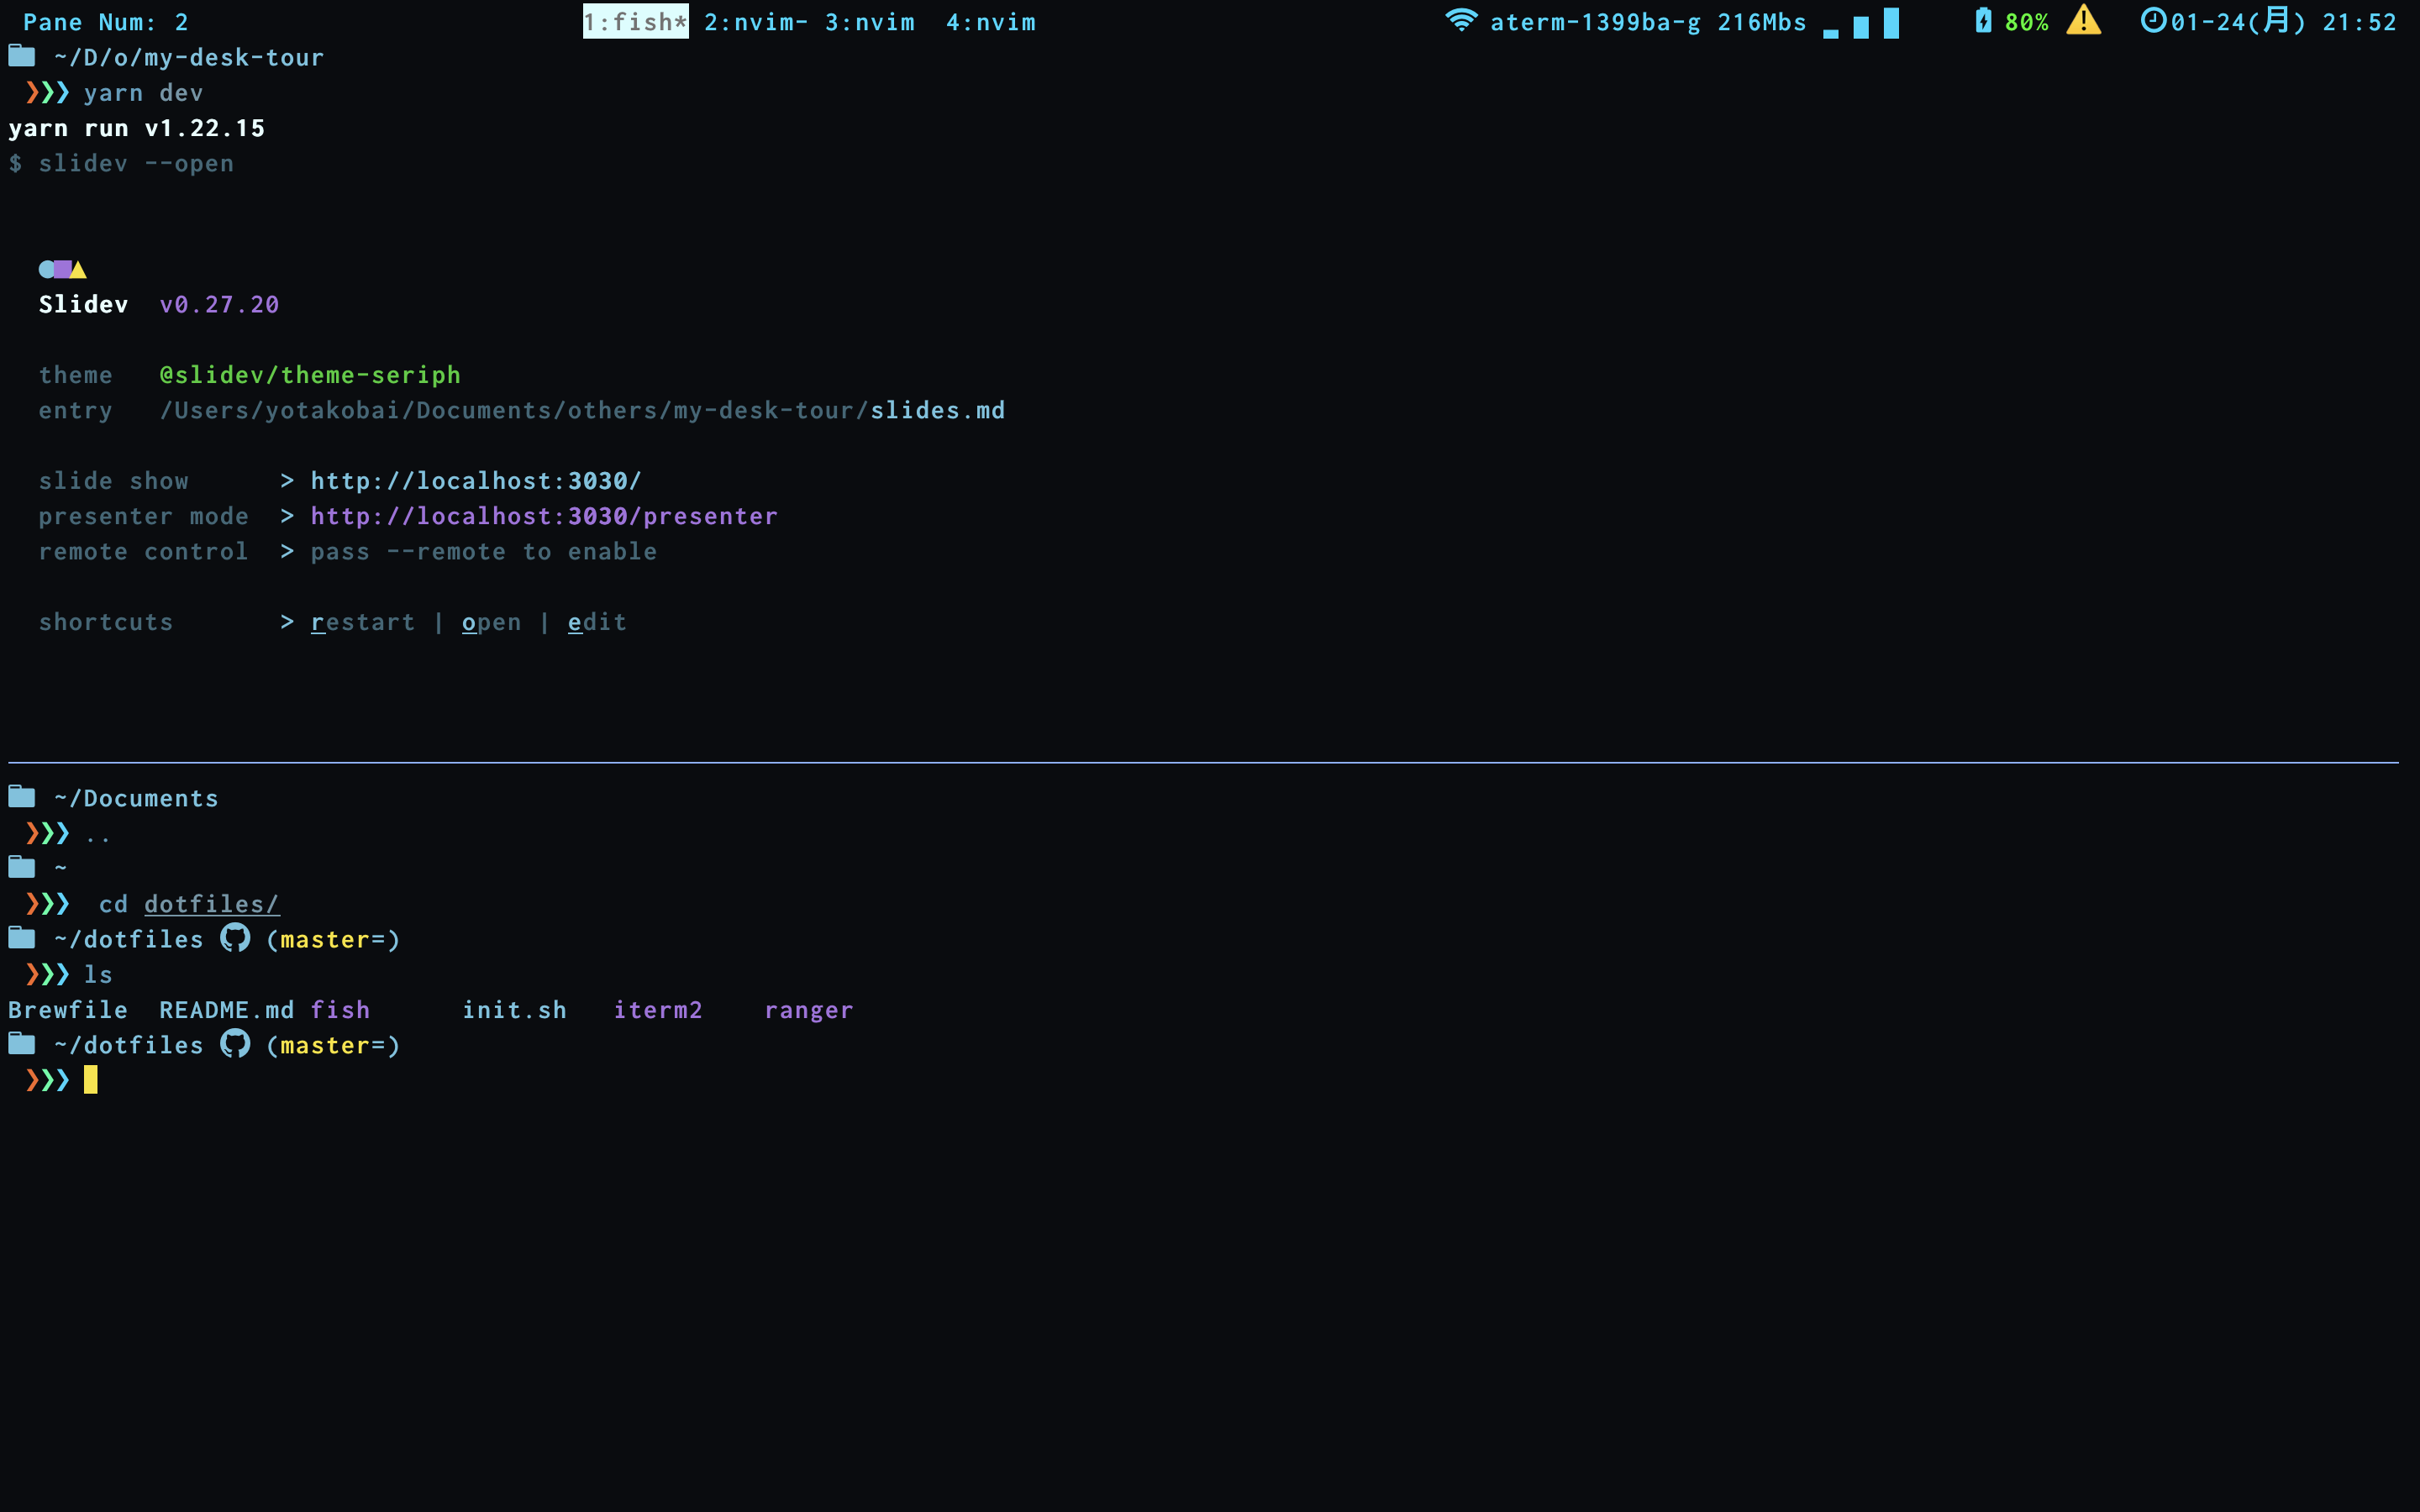 Pane Num: 2 1:fish* 2:nvim- 3:nvim 4:nvim aterm-1399ba-g 216Mbs 80% 01-24(月) 21:52
~/D/o/my-desk-tour
❯❯❯ yarn dev
yarn run v1.22.15
$ slidev --open
Slidev v0.27.20
theme @slidev/theme-seriph
entry /Users/yotakobai/Documents/others/my-desk-tour/slides.md
slide show > http://localhost:3030/
presenter mode > http://localhost:3030/presenter
remote control > pass --remote to enable
shortcuts > restart | open | edit
~/Documents
❯❯❯ ..
~
❯❯❯ cd dotfiles/
~/dotfiles (master=)
❯❯❯ ls
Brewfile README.md fish init.sh iterm2 ranger
~/dotfiles (master=)
❯❯❯